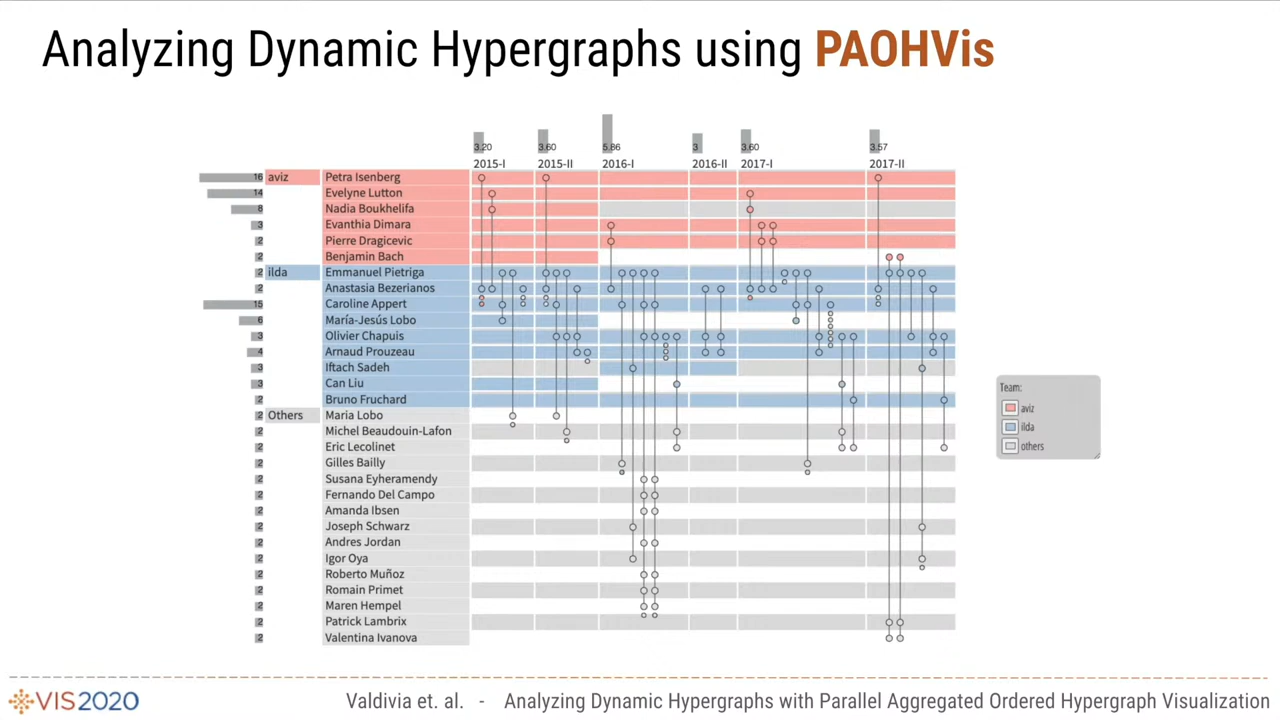 Analyzing Dynamic Hypergraphs using PAOHVis
3.20 3.60 5.86 3 3.60 3.57
2015-I 2015-II 2016-I 2016-II 2017-I 2017-II
16 aviz Petra Isenberg
14 Evelyne Lutton
8 Nadia Boukhelifa
3 Evanthia Dimara
2 Pierre Dragicevic
2 Benjamin Bach
2 ilda Emmanuel Pietriga
2 Anastasia Bezerianos
15 Caroline Appert
6 María-Jesús Lobo
3 Olivier Chapuis
4 Arnaud Prouzeau
3 Iftach Sadeh
3 Can Liu
2 Bruno Fruchard
2 Others Maria Lobo
2 Michel Beaudouin-Lafon
2 Eric Lecolinet
2 Gilles Bailly
2 Susana Eyheramendy
2 Fernando Del Campo
2 Amanda Ibsen
2 Joseph Schwarz
2 Andres Jordan
2 Igor Oya
2 Roberto Muñoz
2 Romain Primet
2 Maren Hempel
2 Patrick Lambrix
2 Valentina Ivanova
Team:
aviz
ilda
others
VIS2020
Valdivia et. al. - Analyzing Dynamic Hypergraphs with Parallel Aggregated Ordered Hypergraph Visualization